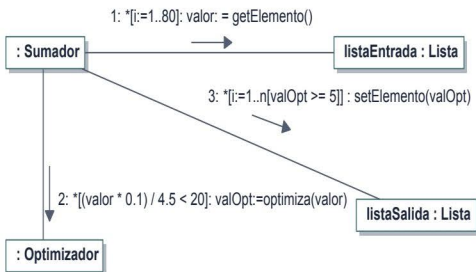 1: *[i:=1..80]: valor: = getElemento()
: Sumador
listaEntrada : Lista
3: *[i:=1..n[valOpt >= 5]] : setElemento(valOpt)
2: *[(valor * 0.1) / 4.5 < 20]: valOpt:=optimiza(valor)
listaSalida : Lista
: Optimizador